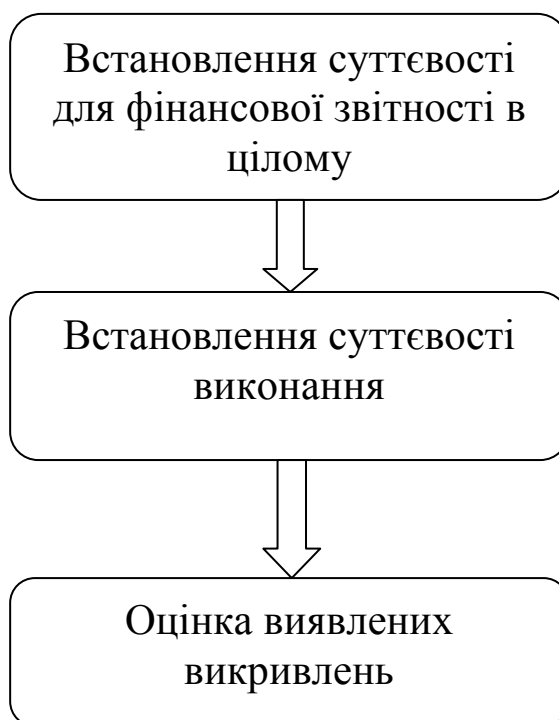 Встановлення суттєвості
для фінансової звітності в
цілому
Встановлення суттєвості
виконання
Оцінка виявлених
викривлень